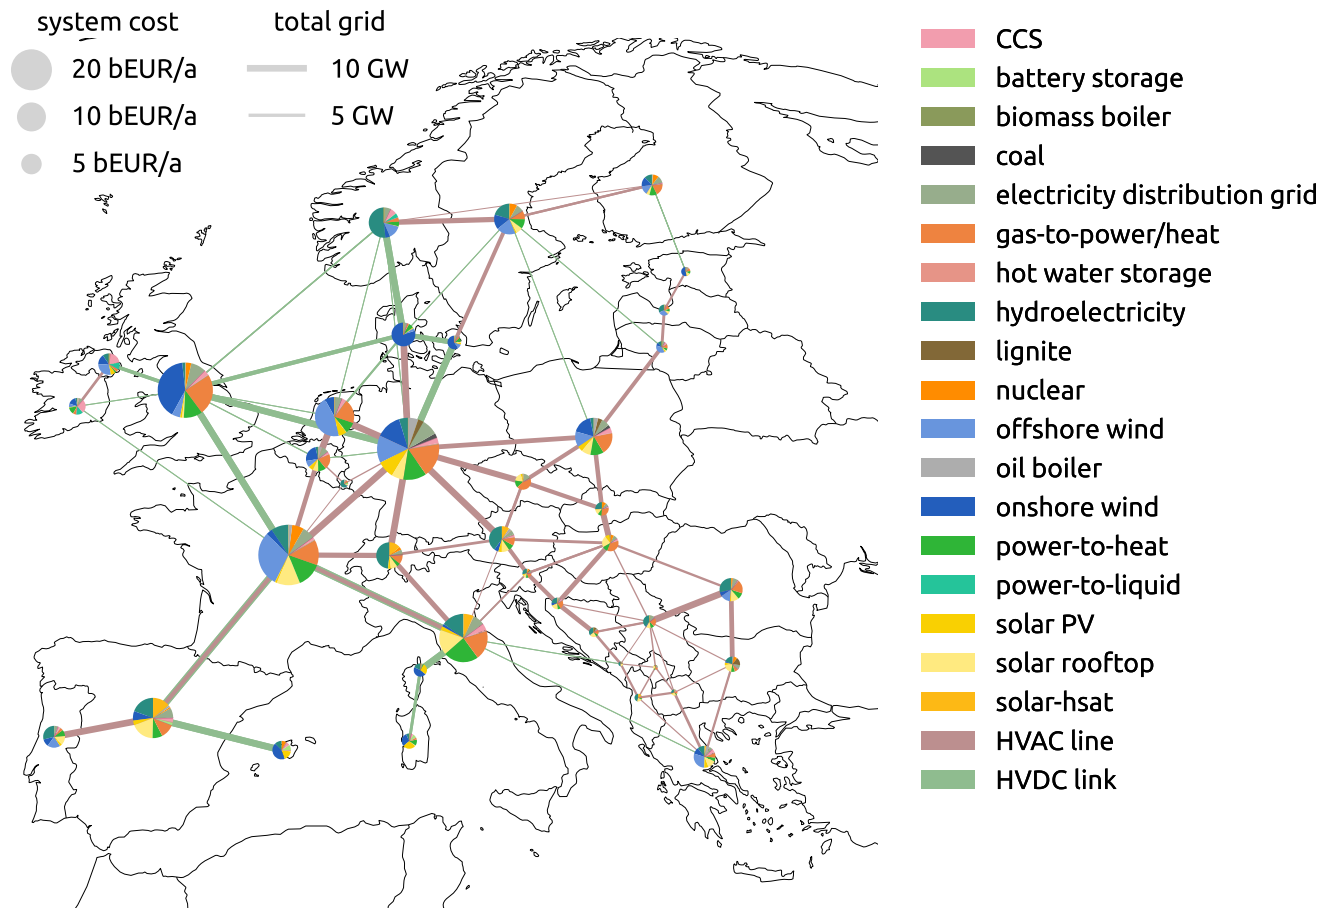 system cost
total grid
20 bEUR/a
10 GW
10 bEUR/a
5 GW
5 bEUR/a
CCS
battery storage
biomass boiler
coal
electricity distribution grid
gas-to-power/heat
hot water storage
hydroelectricity
lignite
nuclear
offshore wind
oil boiler
onshore wind
power-to-heat
power-to-liquid
solar PV
solar rooftop
solar-hsat
HVAC line
HVDC link